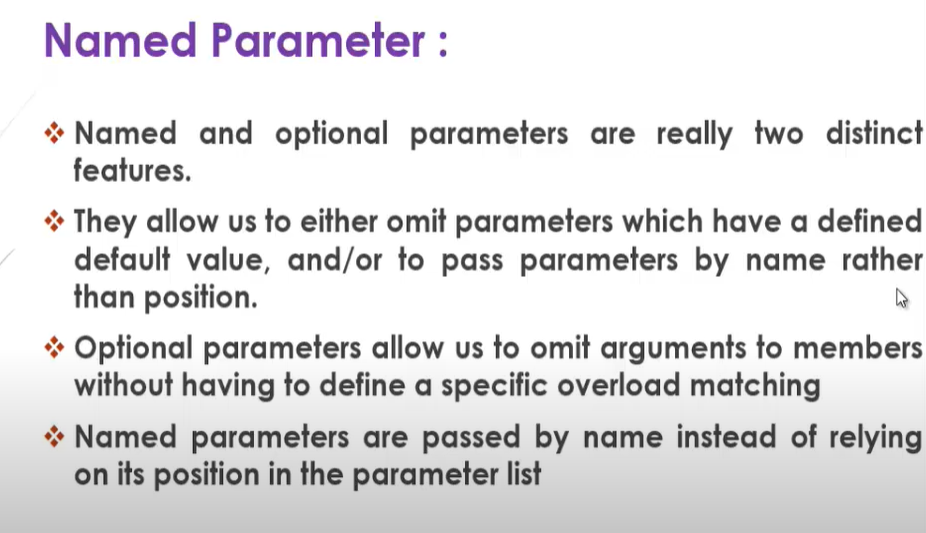 Named Parameter :
Named and optional parameters are really two distinct
features.
They allow us to either omit parameters which have a defined
default value, and/or to pass parameters by name rather
than position.
Optional parameters allow us to omit arguments to members
without having to define a specific overload matching
Named parameters are passed by name instead of relying
on its position in the parameter list